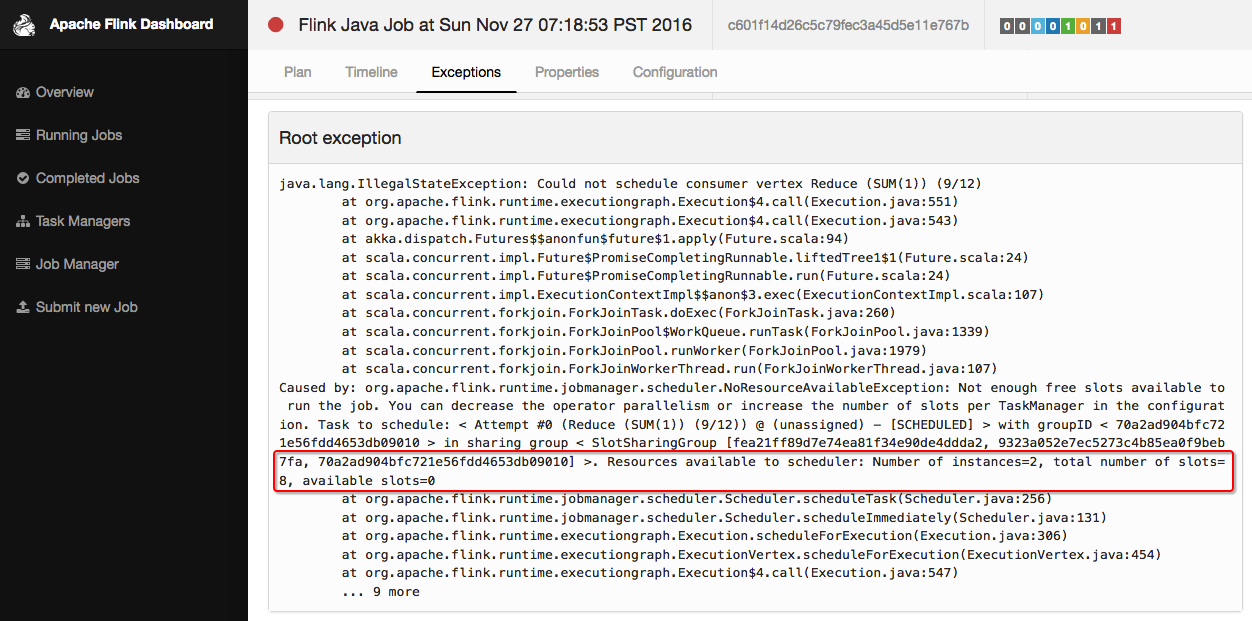 Apache Flink Dashboard
Overview
Running Jobs
Completed Jobs
Task Managers
Job Manager
Submit new Job
Flink Java Job at Sun Nov 27 07:18:53 PST 2016
c601f14d26c5c79fec3a45d5e11e767b
0 0 0 0 1 0 1 1
Plan Timeline Exceptions Properties Configuration
Root exception
java.lang.IllegalStateException: Could not schedule consumer vertex Reduce (SUM(1)) (9/12)
at org.apache.flink.runtime.executiongraph.Execution$4.call(Execution.java:551)
at org.apache.flink.runtime.executiongraph.Execution$4.call(Execution.java:543)
at akka.dispatch.Futures$$anonfun$future$1.apply(Future.scala:94)
at scala.concurrent.impl.Future$PromiseCompletingRunnable.liftedTree1$1(Future.scala:24)
at scala.concurrent.impl.Future$PromiseCompletingRunnable.run(Future.scala:24)
at scala.concurrent.impl.ExecutionContextImpl$$anon$3.exec(ExecutionContextImpl.scala:107)
at scala.concurrent.forkjoin.ForkJoinTask.doExec(ForkJoinTask.java:260)
at scala.concurrent.forkjoin.ForkJoinPool$WorkQueue.runTask(ForkJoinPool.java:1339)
at scala.concurrent.forkjoin.ForkJoinPool.runWorker(ForkJoinPool.java:1979)
at scala.concurrent.forkjoin.ForkJoinWorkerThread.run(ForkJoinWorkerThread.java:107)
Caused by: org.apache.flink.runtime.jobmanager.scheduler.NoResourceAvailableException: Not enough free slots available to
run the job. You can decrease the operator parallelism or increase the number of slots per TaskManager in the configurat
ion. Task to schedule: < Attempt #0 (Reduce (SUM(1)) (9/12)) @ (unassigned) - [SCHEDULED] > with groupID < 70a2ad904bfc72
1e56fdd4653db09010 > in sharing group < SlotSharingGroup [fea21ff89d7e74ea81f34e90de4ddda2, 9323a052e7ec5273c4b85ea0f9beb
7fa, 70a2ad904bfc721e56fdd4653db09010] >. Resources available to scheduler: Number of instances=2, total number of slots=
8, available slots=0
at org.apache.flink.runtime.jobmanager.scheduler.Scheduler.scheduleTask(Scheduler.java:256)
at org.apache.flink.runtime.jobmanager.scheduler.Scheduler.scheduleImmediately(Scheduler.java:131)
at org.apache.flink.runtime.executiongraph.Execution.scheduleForExecution(Execution.java:306)
at org.apache.flink.runtime.executiongraph.ExecutionVertex.scheduleForExecution(ExecutionVertex.java:454)
at org.apache.flink.runtime.executiongraph.Execution$4.call(Execution.java:547)
... 9 more